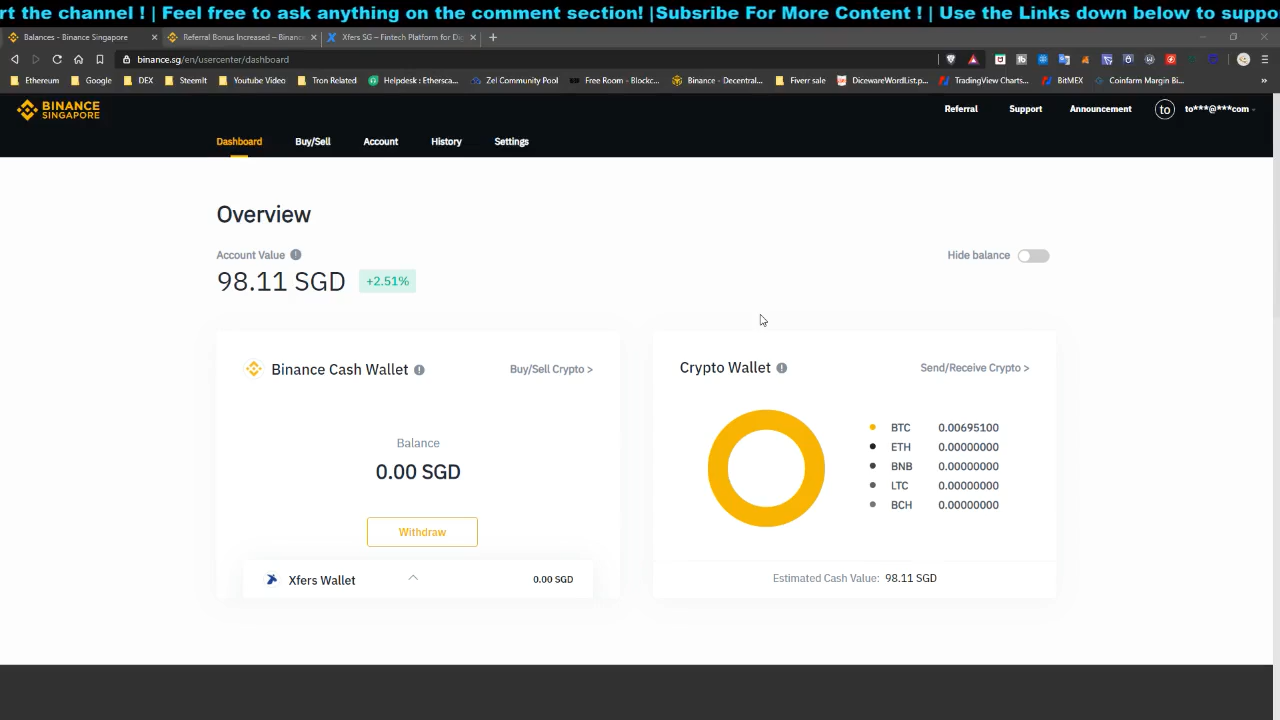 rt the channel ! | Feel free to ask anything on the comment section! |Subsribe For More Content ! | Use the Links down below to suppo
Balances - Binance Singapore
Referral Bonus Increased – Binanc
Xfers SG – Fintech Platform for Dig
binance.sg/en/usercenter/dashboard
Ethereum Google DEX SteemIt Youtube Video Tron Related Helpdesk : Ethersca... Zel Community Pool Free Room - Blockc... Binance - Decentral... Fiverr sale DicewareWordList.p... TradingView Charts... BitMEX Coinfarm Margin Bi... »
BINANCE
SINGAPORE
Referral Support Announcement to to***@***com
Dashboard Buy/Sell Account History Settings
Overview
Account Value
Hide balance
98.11 SGD +2.51%
Binance Cash Wallet
Buy/Sell Crypto >
Balance
0.00 SGD
Withdraw
Xfers Wallet 0.00 SGD
Crypto Wallet
Send/Receive Crypto >
BTC 0.00695100
ETH 0.00000000
BNB 0.00000000
LTC 0.00000000
BCH 0.00000000
Estimated Cash Value: 98.11 SGD